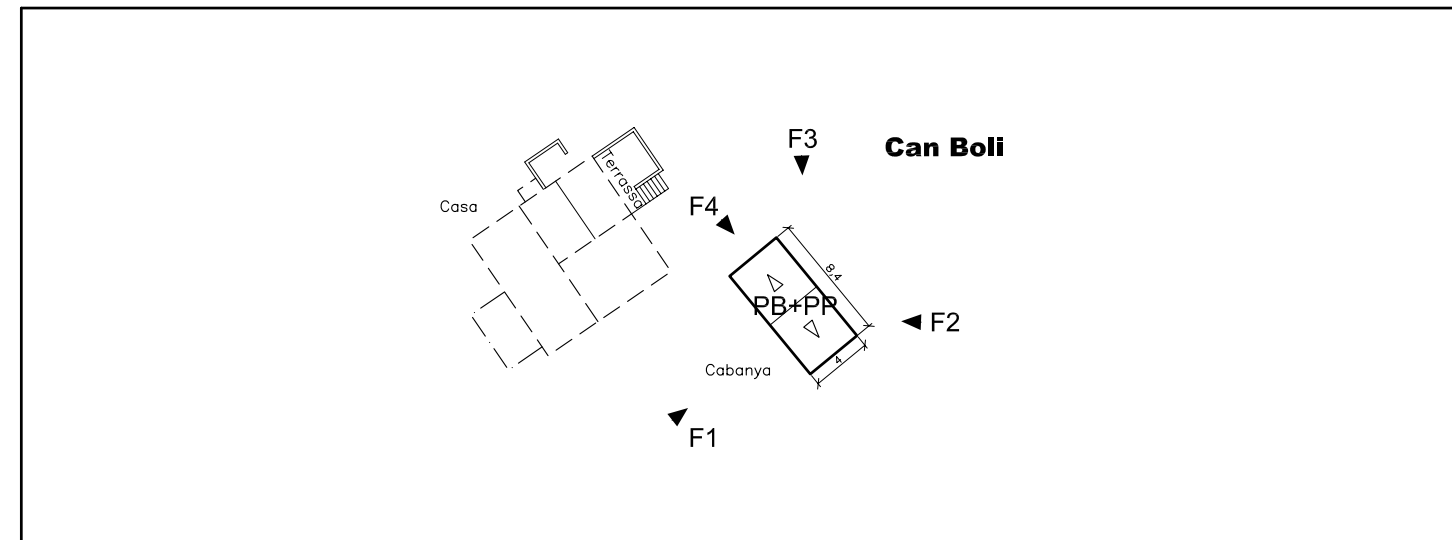 F3
Can Boli
Terrassa
Casa
F4
8,4
PB+PP
F2
4
Cabanya
F1